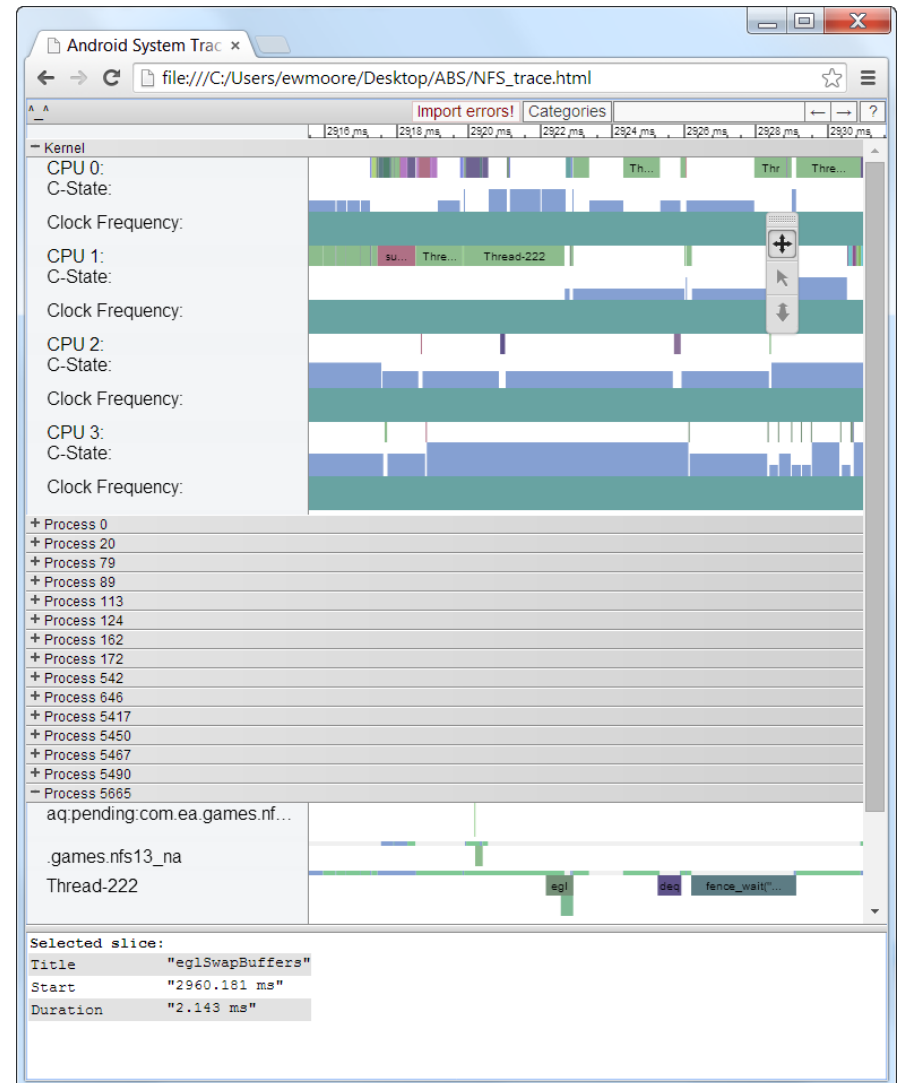 Android System Trac ×
file:///C:/Users/ewmoore/Desktop/ABS/NFS_trace.html
^_^ Import errors! Categories ← → ?
2916 ms 2918 ms 2920 ms 2922 ms 2924 ms 2926 ms 2928 ms 2930 ms
− Kernel
CPU 0: Th... Thr Thre...
C-State:
Clock Frequency:
CPU 1: su... Thre... Thread-222
C-State:
Clock Frequency:
CPU 2:
C-State:
Clock Frequency:
CPU 3:
C-State:
Clock Frequency:
+ Process 0
+ Process 20
+ Process 79
+ Process 89
+ Process 113
+ Process 124
+ Process 162
+ Process 172
+ Process 542
+ Process 646
+ Process 5417
+ Process 5450
+ Process 5467
+ Process 5490
− Process 5665
aq:pending:com.ea.games.nf...
.games.nfs13_na
Thread-222 egl deq fence_wait("...
Selected slice:
Title "eglSwapBuffers"
Start "2960.181 ms"
Duration "2.143 ms"